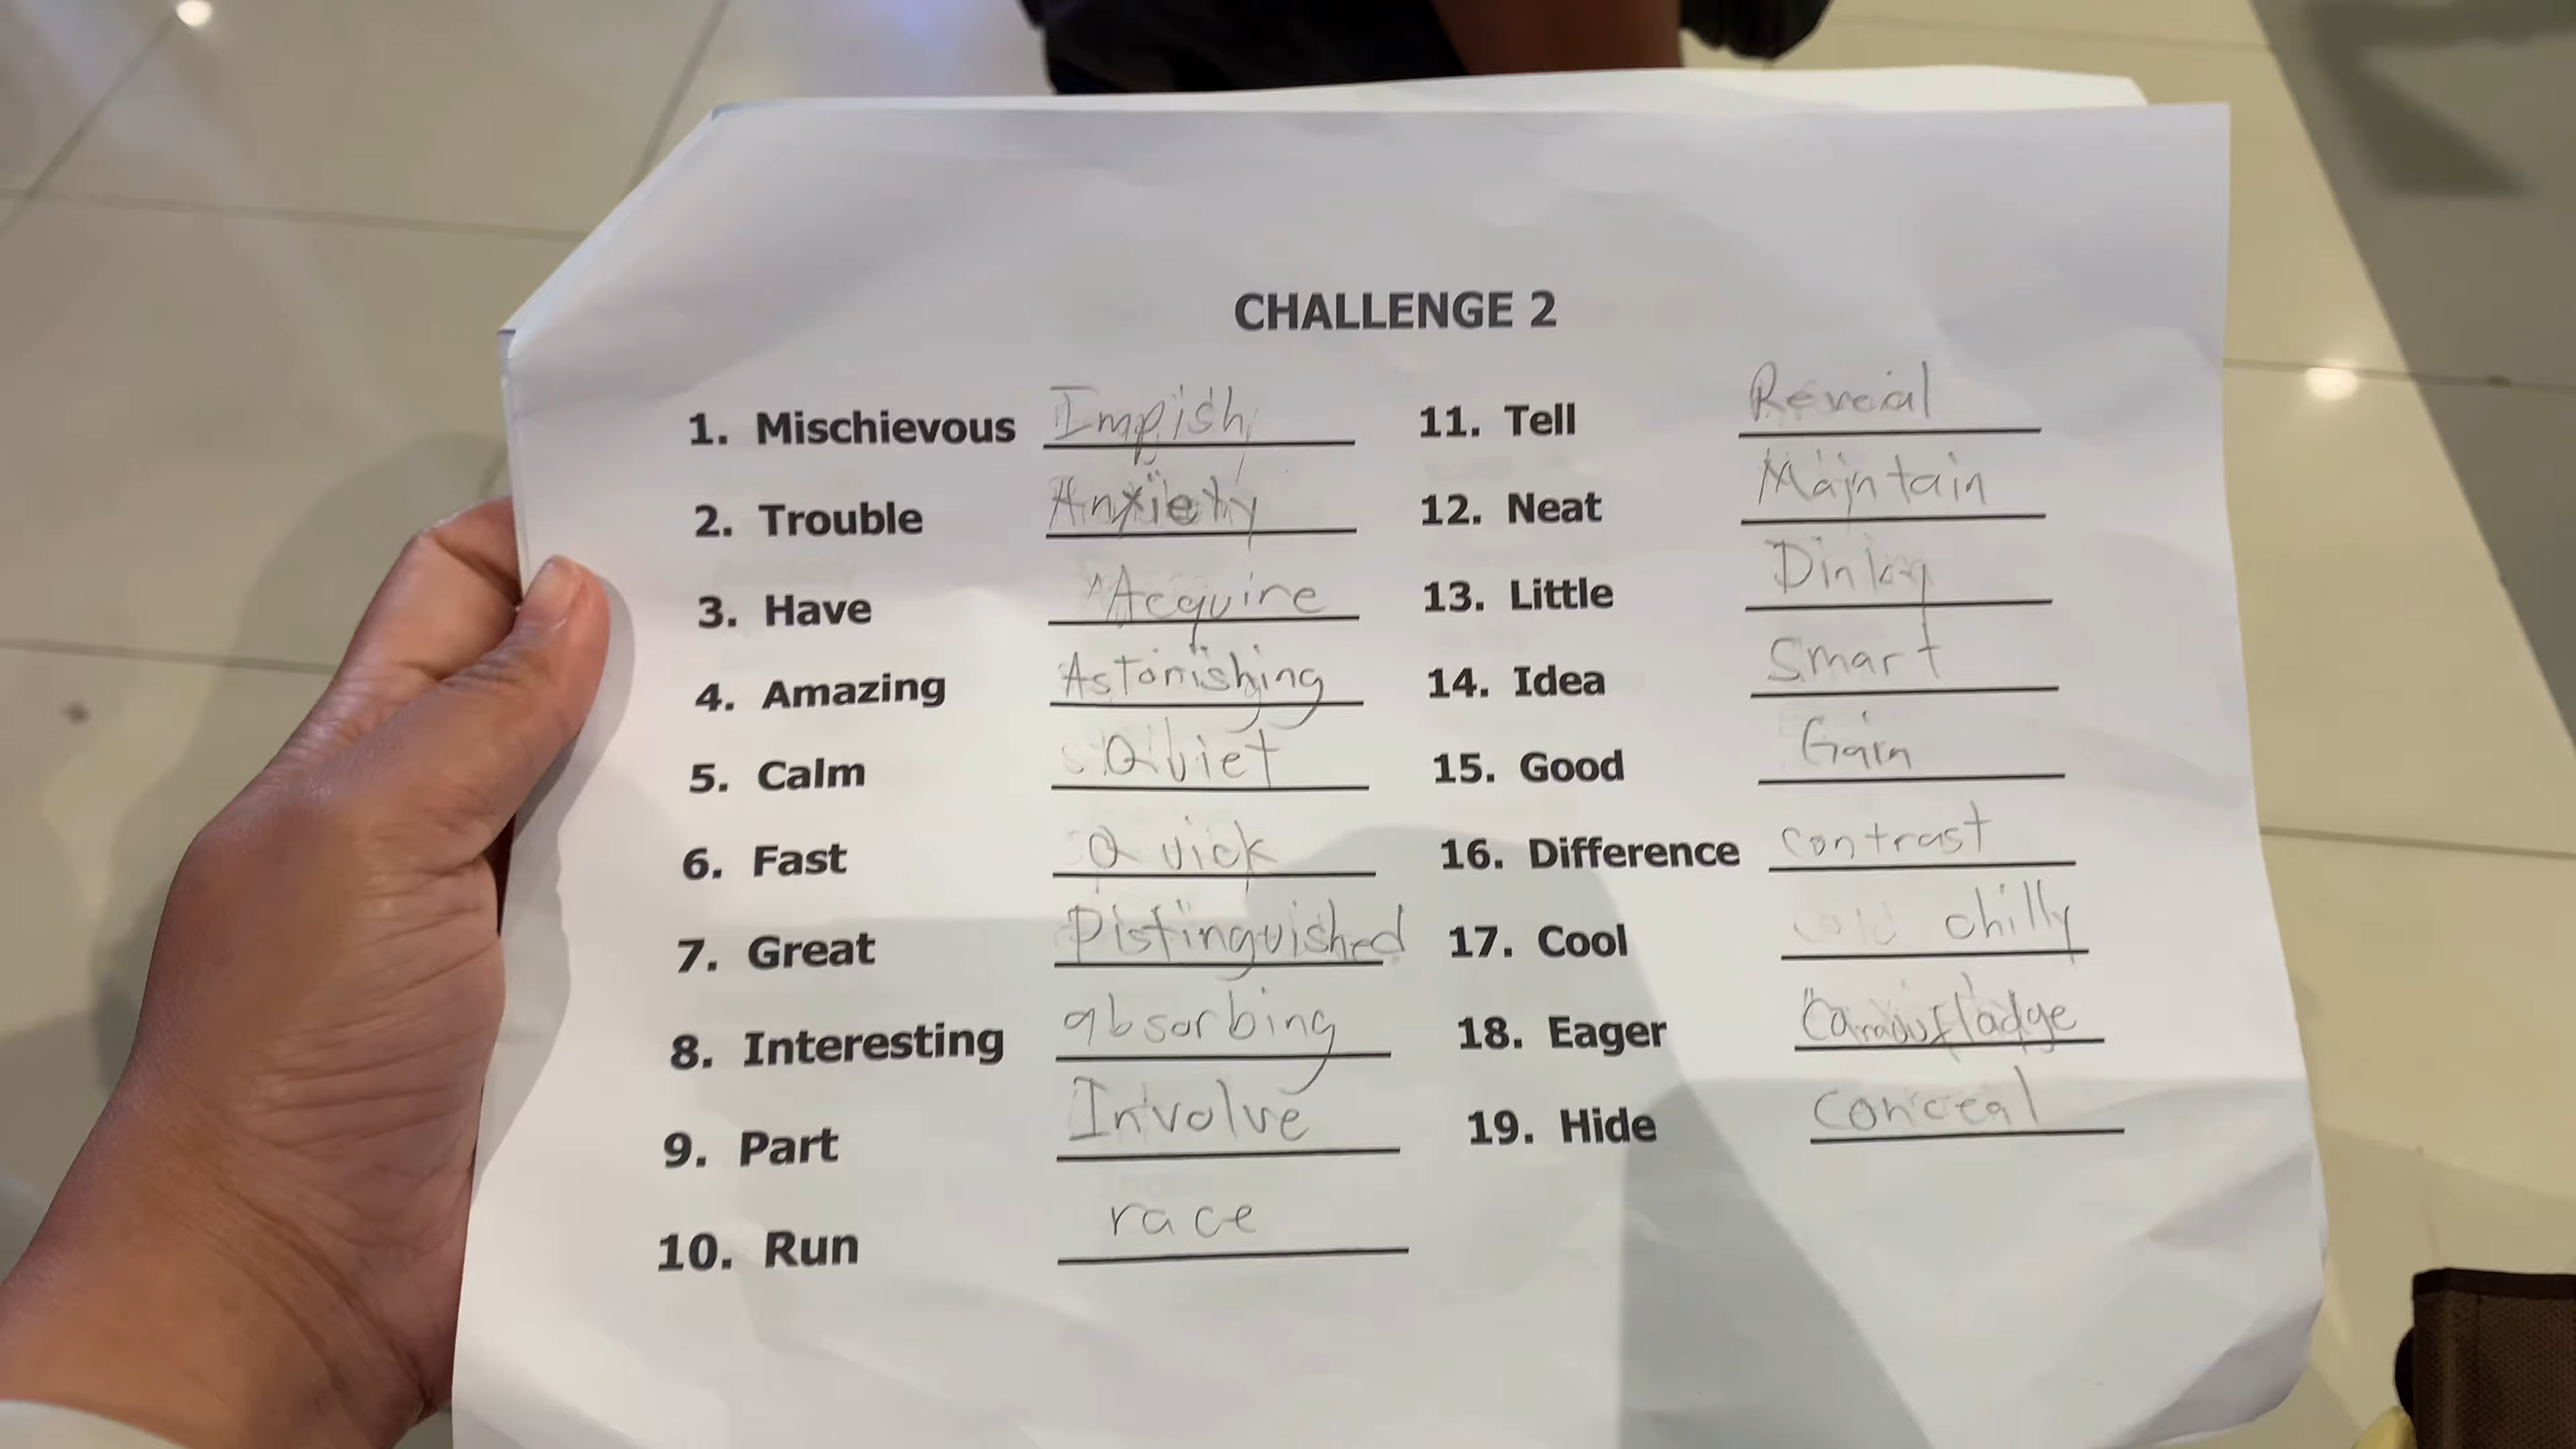 CHALLENGE 2
1. Mischievous Impish
2. Trouble Anxiety
3. Have Acquire
4. Amazing Astonishing
5. Calm Quiet
6. Fast Quick
7. Great Distinguished
8. Interesting absorbing
9. Part Involve
10. Run race
11. Tell Reveial
12. Neat Maintain
13. Little Dinky
14. Idea Smart
15. Good Gain
16. Difference contrast
17. Cool chilly
18. Eager Camoufladge
19. Hide conceal